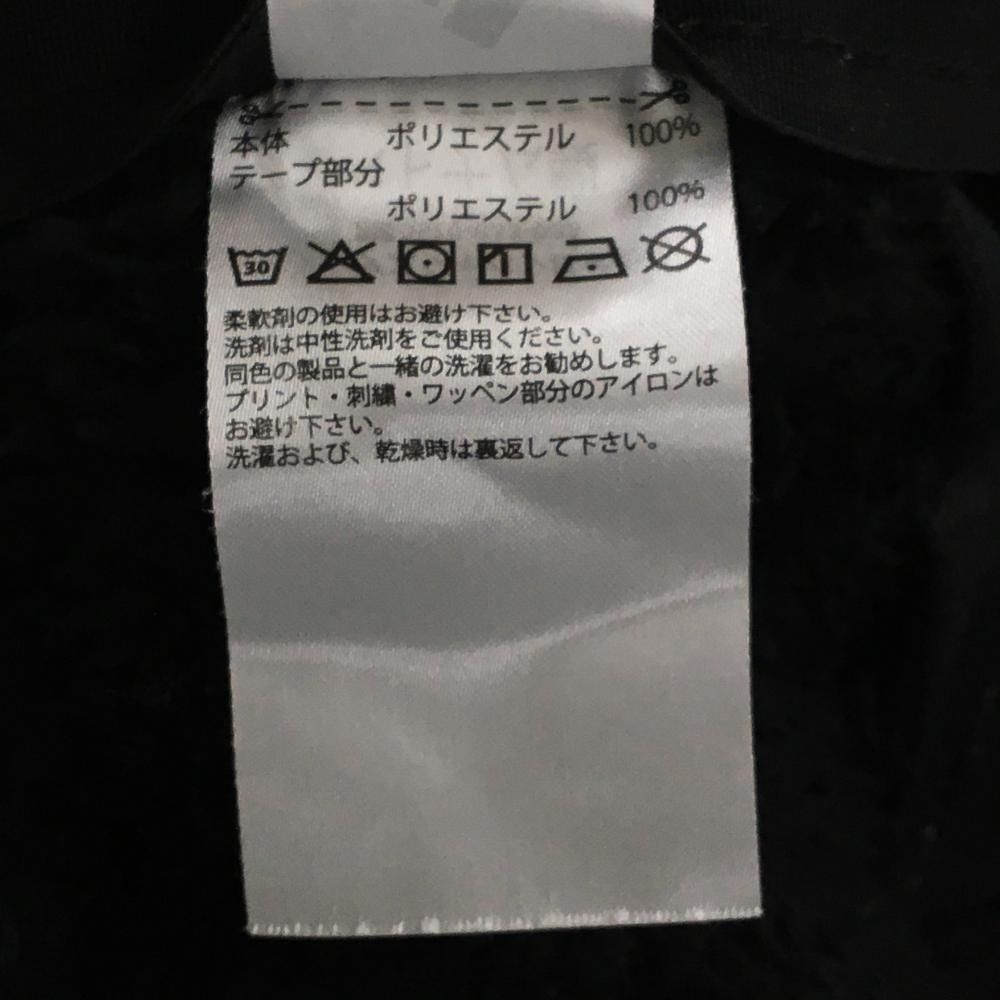 本体 ポリエステル 100%
テープ部分
ポリエステル 100%
30
柔軟剤の使用はお避け下さい。
洗剤は中性洗剤をご使用ください。
同色の製品と一緒の洗濯をお勧めします。
プリント・刺繍・ワッペン部分のアイロンは
お避け下さい。
洗濯および、乾燥時は裏返して下さい。